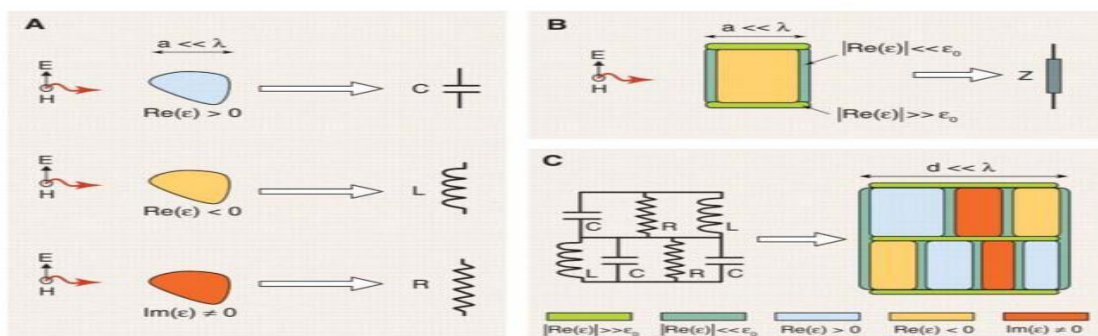 A
a << λ
E
H
Re(ε) > 0
C
E
H
Re(ε) < 0
L
E
H
Im(ε) ≠ 0
R
B
a << λ
|Re(ε)|<<ε₀
E
H
Z
|Re(ε)|>>ε₀
C
d << λ
C
R
L
L
C
R
C
|Re(ε)|>>ε₀
|Re(ε)|<<ε₀
Re(ε) > 0
Re(ε) < 0
Im(ε) ≠ 0